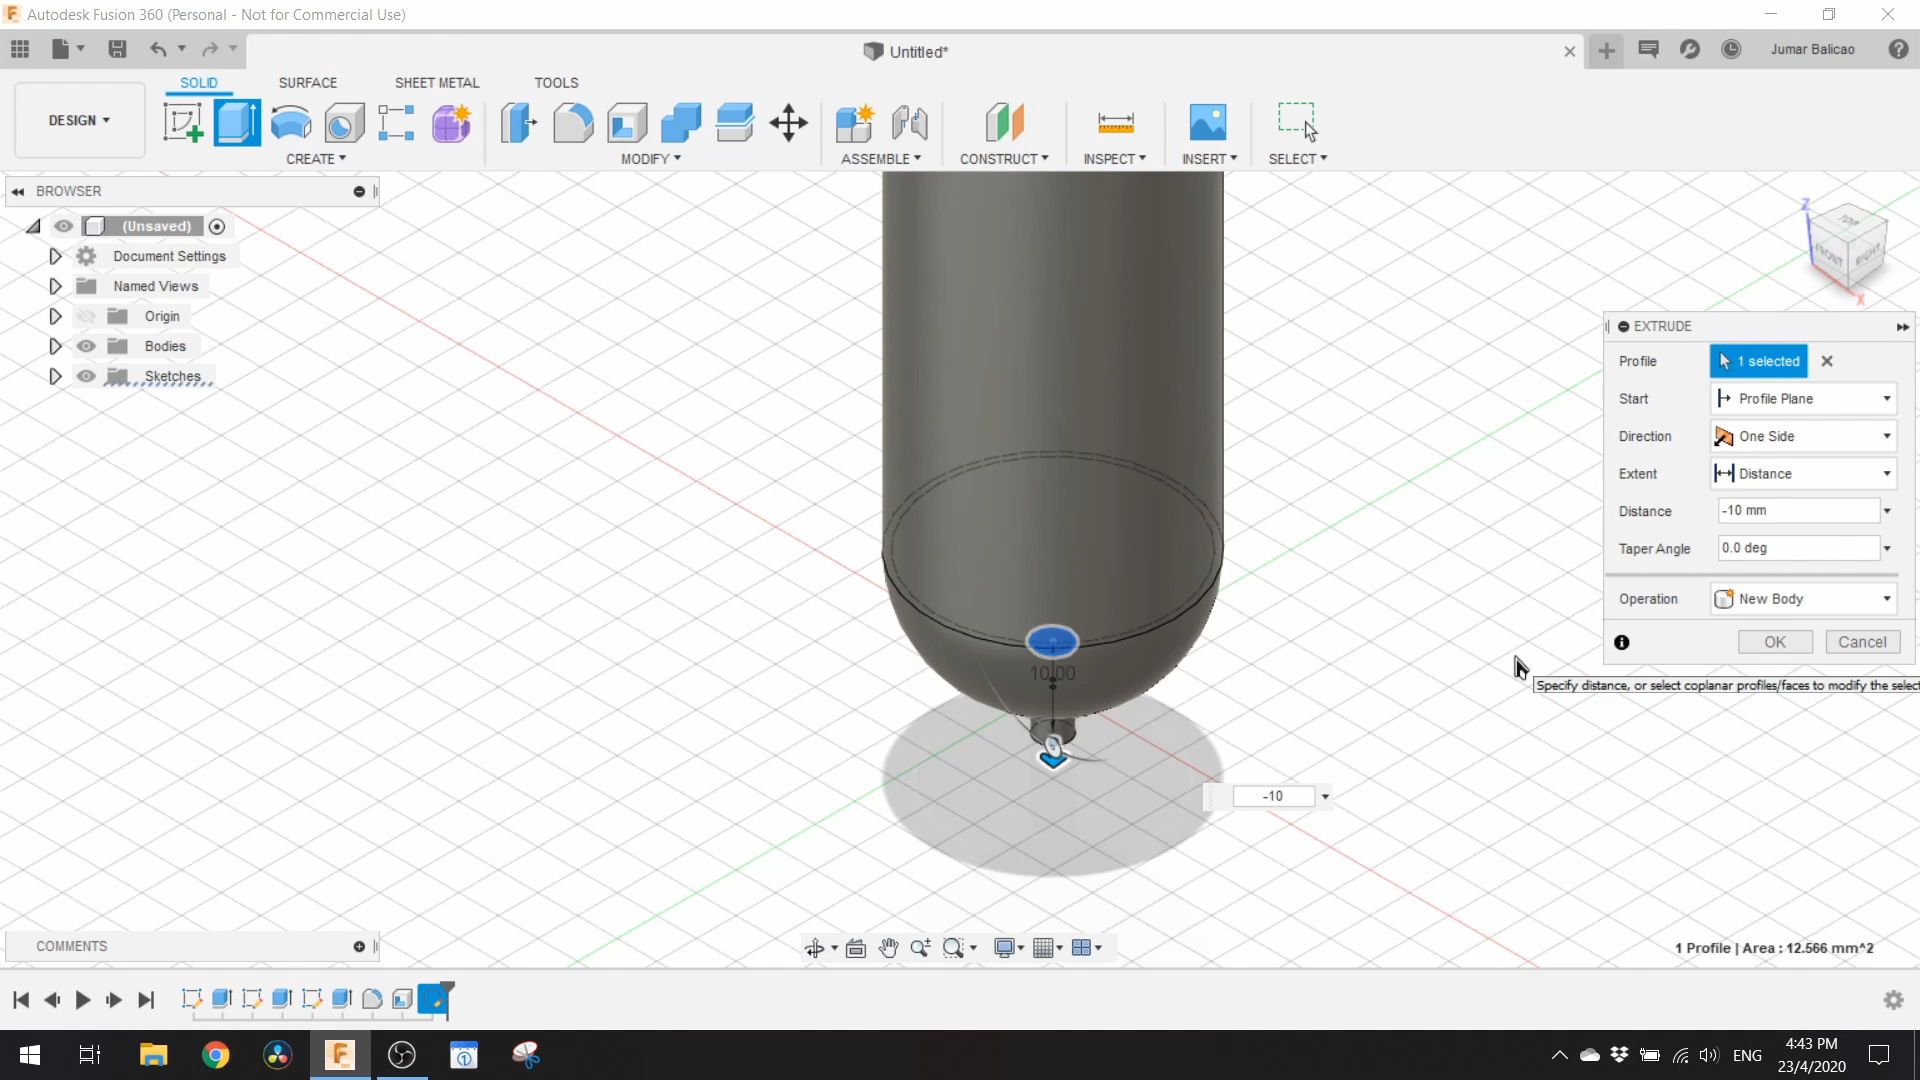 Autodesk Fusion 360 (Personal - Not for Commercial Use)
Untitled*
Jumar Balicao
SOLID
SURFACE
SHEET METAL
TOOLS
DESIGN
CREATE
MODIFY
ASSEMBLE
CONSTRUCT
INSPECT
INSERT
SELECT
BROWSER
(Unsaved)
Document Settings
Named Views
Origin
Bodies
Sketches
Z
TOP
FRONT
RIGHT
X
EXTRUDE
Profile
1 selected
Start
Profile Plane
Direction
One Side
Extent
Distance
Distance
-10 mm
Taper Angle
0.0 deg
Operation
New Body
OK
Cancel
Specify distance, or select coplanar profiles/faces to modify the select
10.00
-10
COMMENTS
1 Profile | Area : 12.566 mm^2
ENG
4:43 PM
23/4/2020